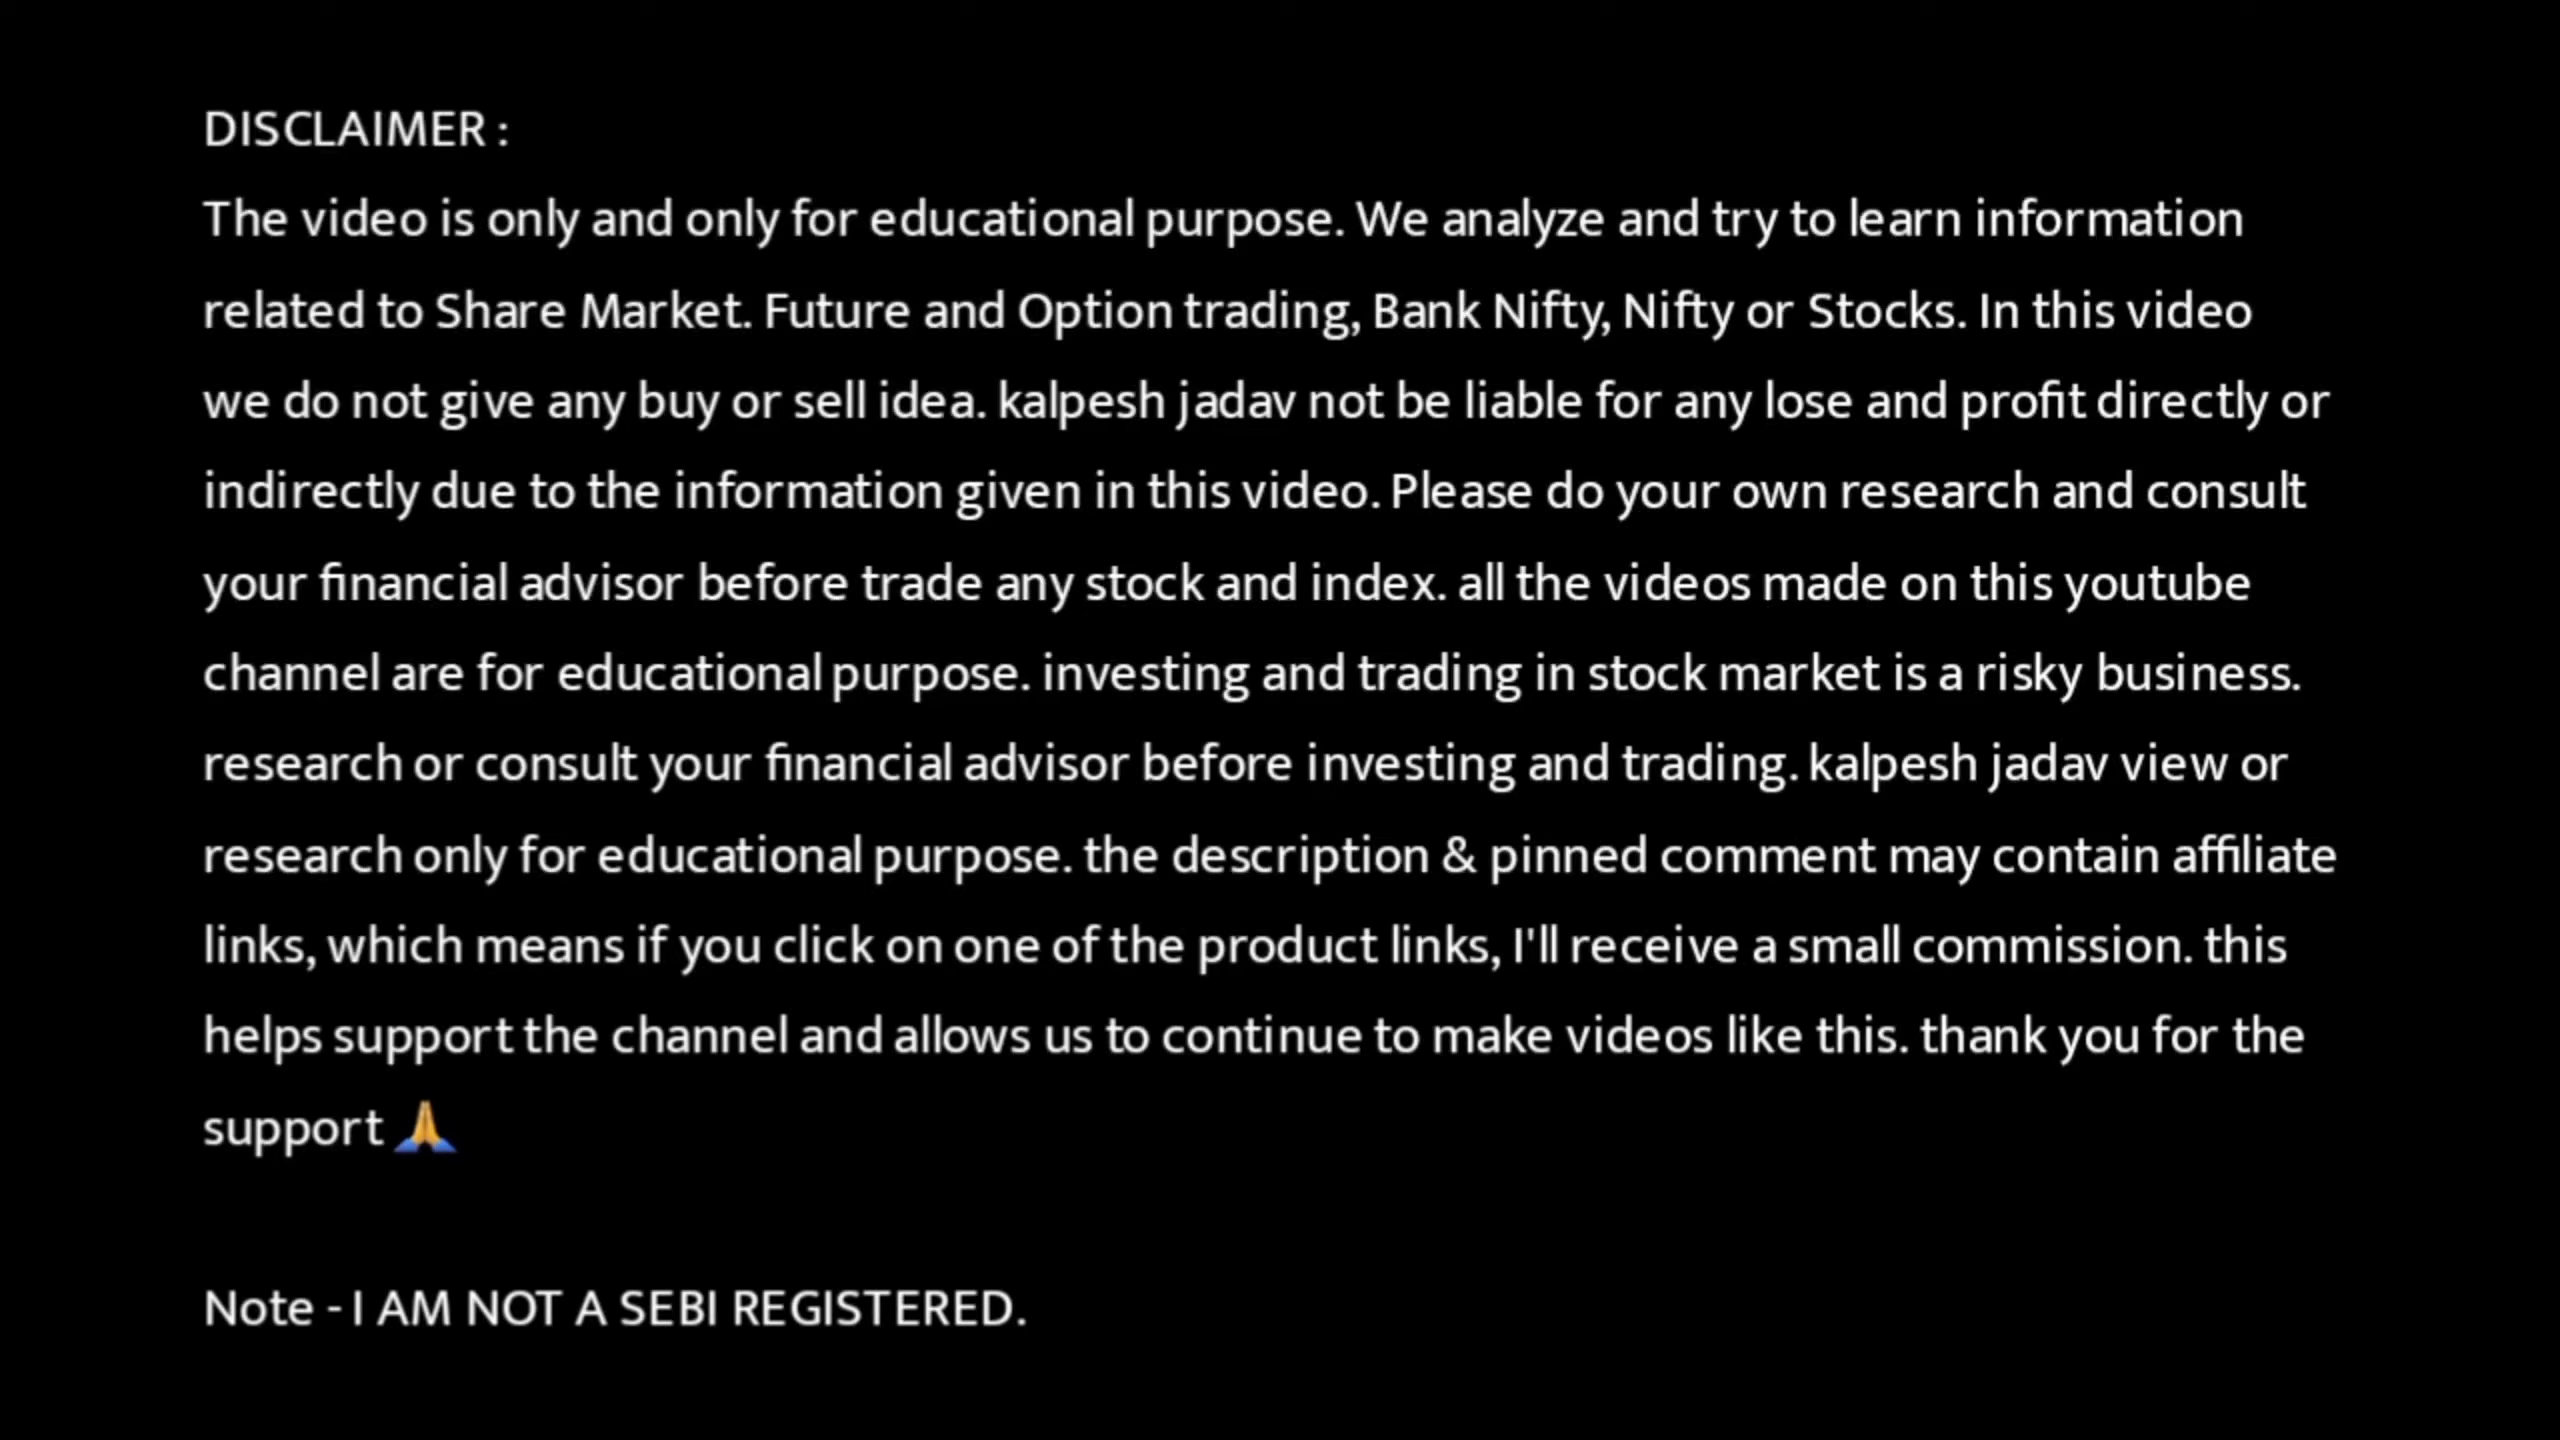 DISCLAIMER :
The video is only and only for educational purpose. We analyze and try to learn information
related to Share Market. Future and Option trading, Bank Nifty, Nifty or Stocks. In this video
we do not give any buy or sell idea. kalpesh jadav not be liable for any lose and profit directly or
indirectly due to the information given in this video. Please do your own research and consult
your financial advisor before trade any stock and index. all the videos made on this youtube
channel are for educational purpose. investing and trading in stock market is a risky business.
research or consult your financial advisor before investing and trading. kalpesh jadav view or
research only for educational purpose. the description & pinned comment may contain affiliate
links, which means if you click on one of the product links, I'll receive a small commission. this
helps support the channel and allows us to continue to make videos like this. thank you for the
support 🙏
Note - I AM NOT A SEBI REGISTERED.